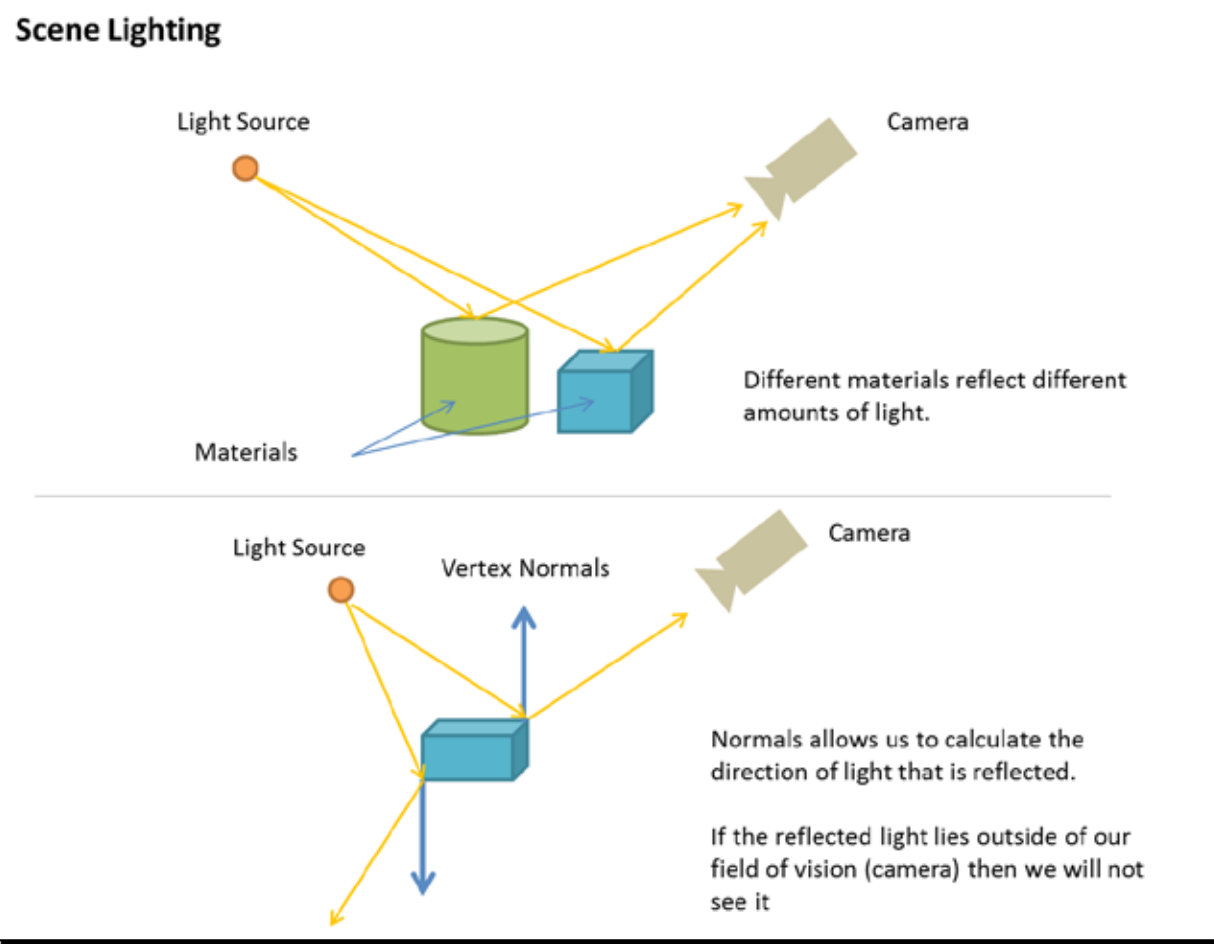 Scene Lighting
Light Source
Camera
Different materials reflect different
amounts of light.
Materials
Light Source
Vertex Normals
Camera
Normals allows us to calculate the
direction of light that is reflected.
If the reflected light lies outside of our
field of vision (camera) then we will not
see it